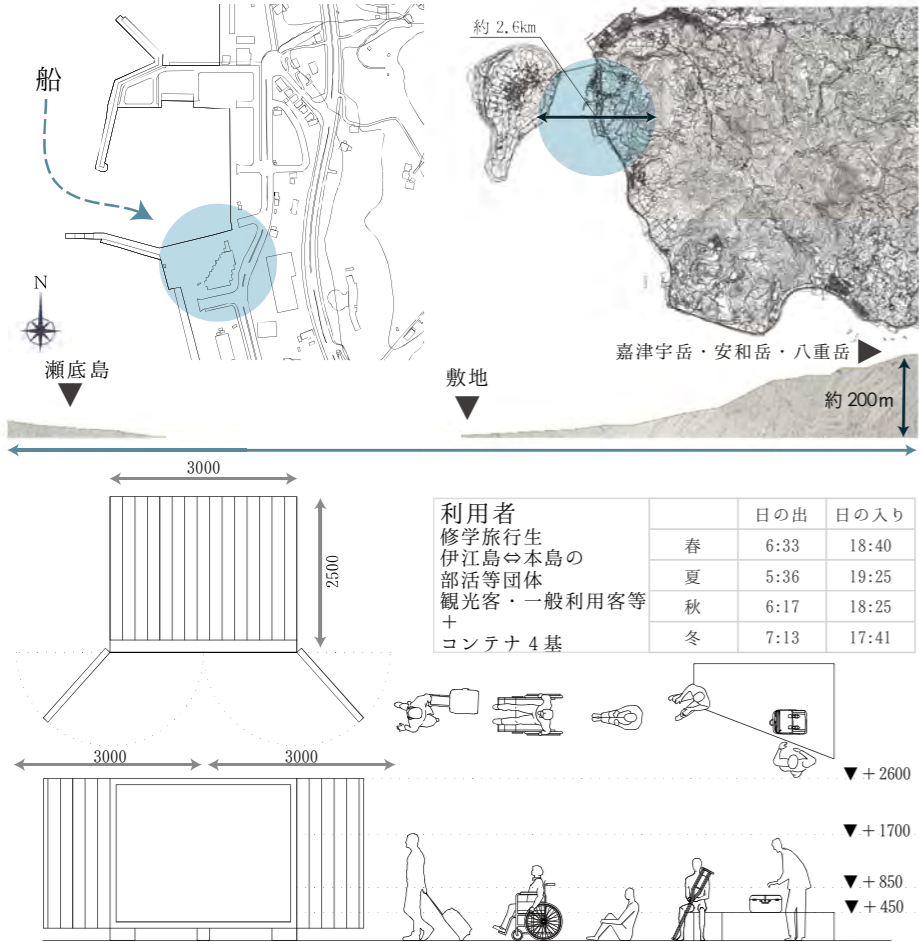 船
約 2.6km
N
瀬底島
敷地
嘉津宇岳・安和岳・八重岳
約 200m
3000
2500
利用者
修学旅行生
伊江島⇔本島の
部活等団体
観光客・一般利用客等
+
コンテナ 4 基
日の出 日の入り
春 6:33 18:40
夏 5:36 19:25
秋 6:17 18:25
冬 7:13 17:41
3000 3000
▼+2600
▼+1700
▼+850
▼+450